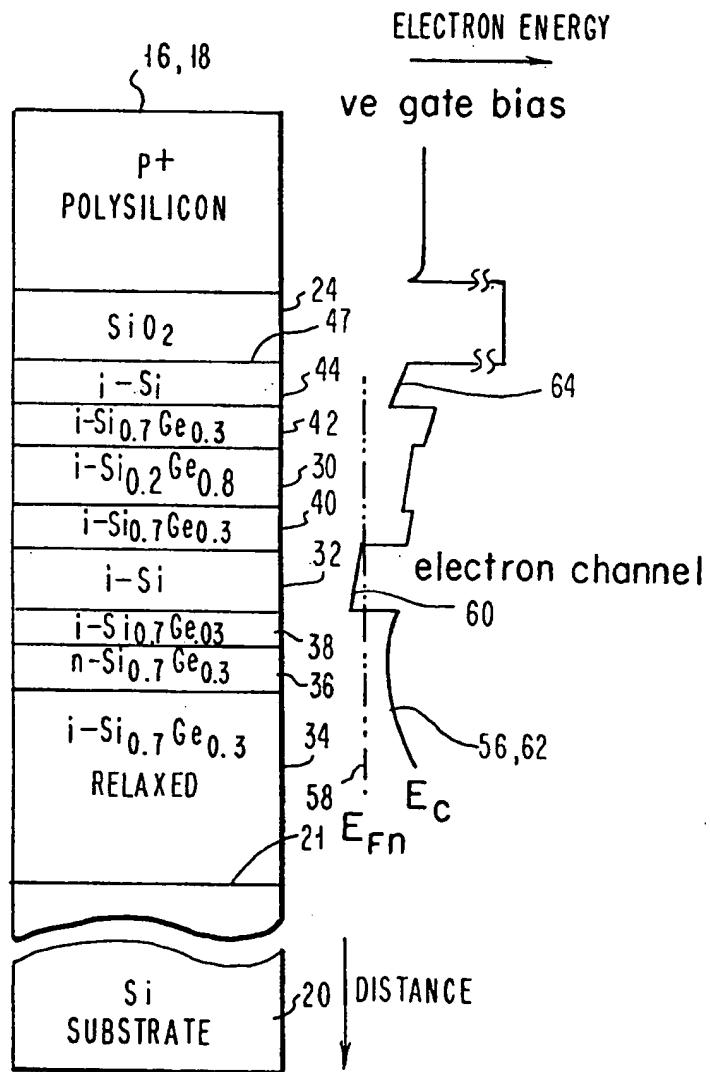 ELECTRON ENERGY
16,18
ve gate bias
P+
POLYSILICON
24
SiO2
47
i-Si
44
64
i-Si0.7Ge0.3
42
i-Si0.2Ge0.8
30
i-Si0.7Ge0.3
40
32
electron channel
i-Si
60
i-Si0.7Ge.03
38
n-Si0.7Ge0.3
36
i-Si0.7Ge0.3
34
56,62
RELAXED
58
EC
EFn
21
Si
20
DISTANCE
SUBSTRATE